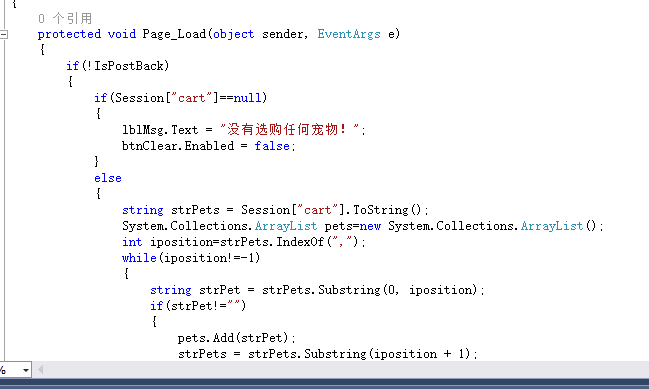 {
0 个引用
protected void Page_Load(object sender, EventArgs e)
{
if(!IsPostBack)
{
if(Session["cart"]==null)
{
lblMsg.Text = "没有选购任何宠物！";
btnClear.Enabled = false;
}
else
{
string strPets = Session["cart"].ToString();
System.Collections.ArrayList pets=new System.Collections.ArrayList();
int iposition=strPets.IndexOf(",");
while(iposition!=-1)
{
string strPet = strPets.Substring(0, iposition);
if(strPet!="")
{
pets.Add(strPet);
strPets = strPets.Substring(iposition + 1);
%